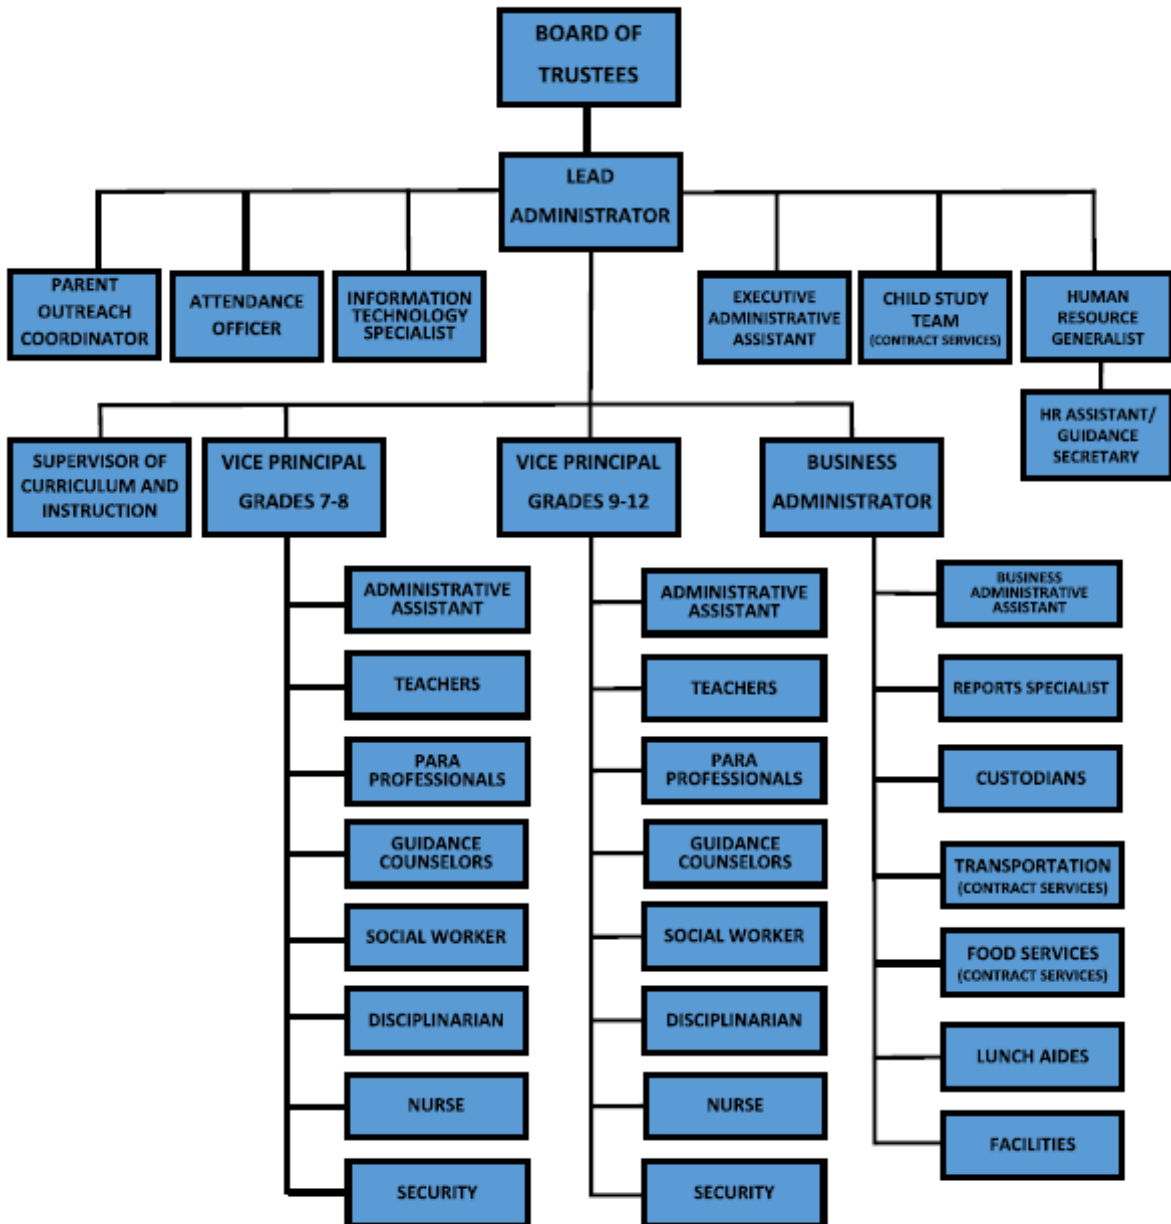 BOARD OF
TRUSTEES
LEAD
ADMINISTRATOR
PARENT
OUTREACH
COORDINATOR
ATTENDANCE
OFFICER
INFORMATION
TECHNOLOGY
SPECIALIST
EXECUTIVE
ADMINISTRATIVE
ASSISTANT
CHILD STUDY
TEAM
(CONTRACT SERVICES)
HUMAN
RESOURCE
GENERALIST
HR ASSISTANT/
GUIDANCE
SECRETARY
SUPERVISOR OF
CURRICULUM AND
INSTRUCTION
VICE PRINCIPAL
GRADES 7-8
VICE PRINCIPAL
GRADES 9-12
BUSINESS
ADMINISTRATOR
ADMINISTRATIVE
ASSISTANT
TEACHERS
PARA
PROFESSIONALS
GUIDANCE
COUNSELORS
SOCIAL WORKER
DISCIPLINARIAN
NURSE
SECURITY
ADMINISTRATIVE
ASSISTANT
TEACHERS
PARA
PROFESSIONALS
GUIDANCE
COUNSELORS
SOCIAL WORKER
DISCIPLINARIAN
NURSE
SECURITY
BUSINESS
ADMINISTRATIVE
ASSISTANT
REPORTS SPECIALIST
CUSTODIANS
TRANSPORTATION
(CONTRACT SERVICES)
FOOD SERVICES
(CONTRACT SERVICES)
LUNCH AIDES
FACILITIES